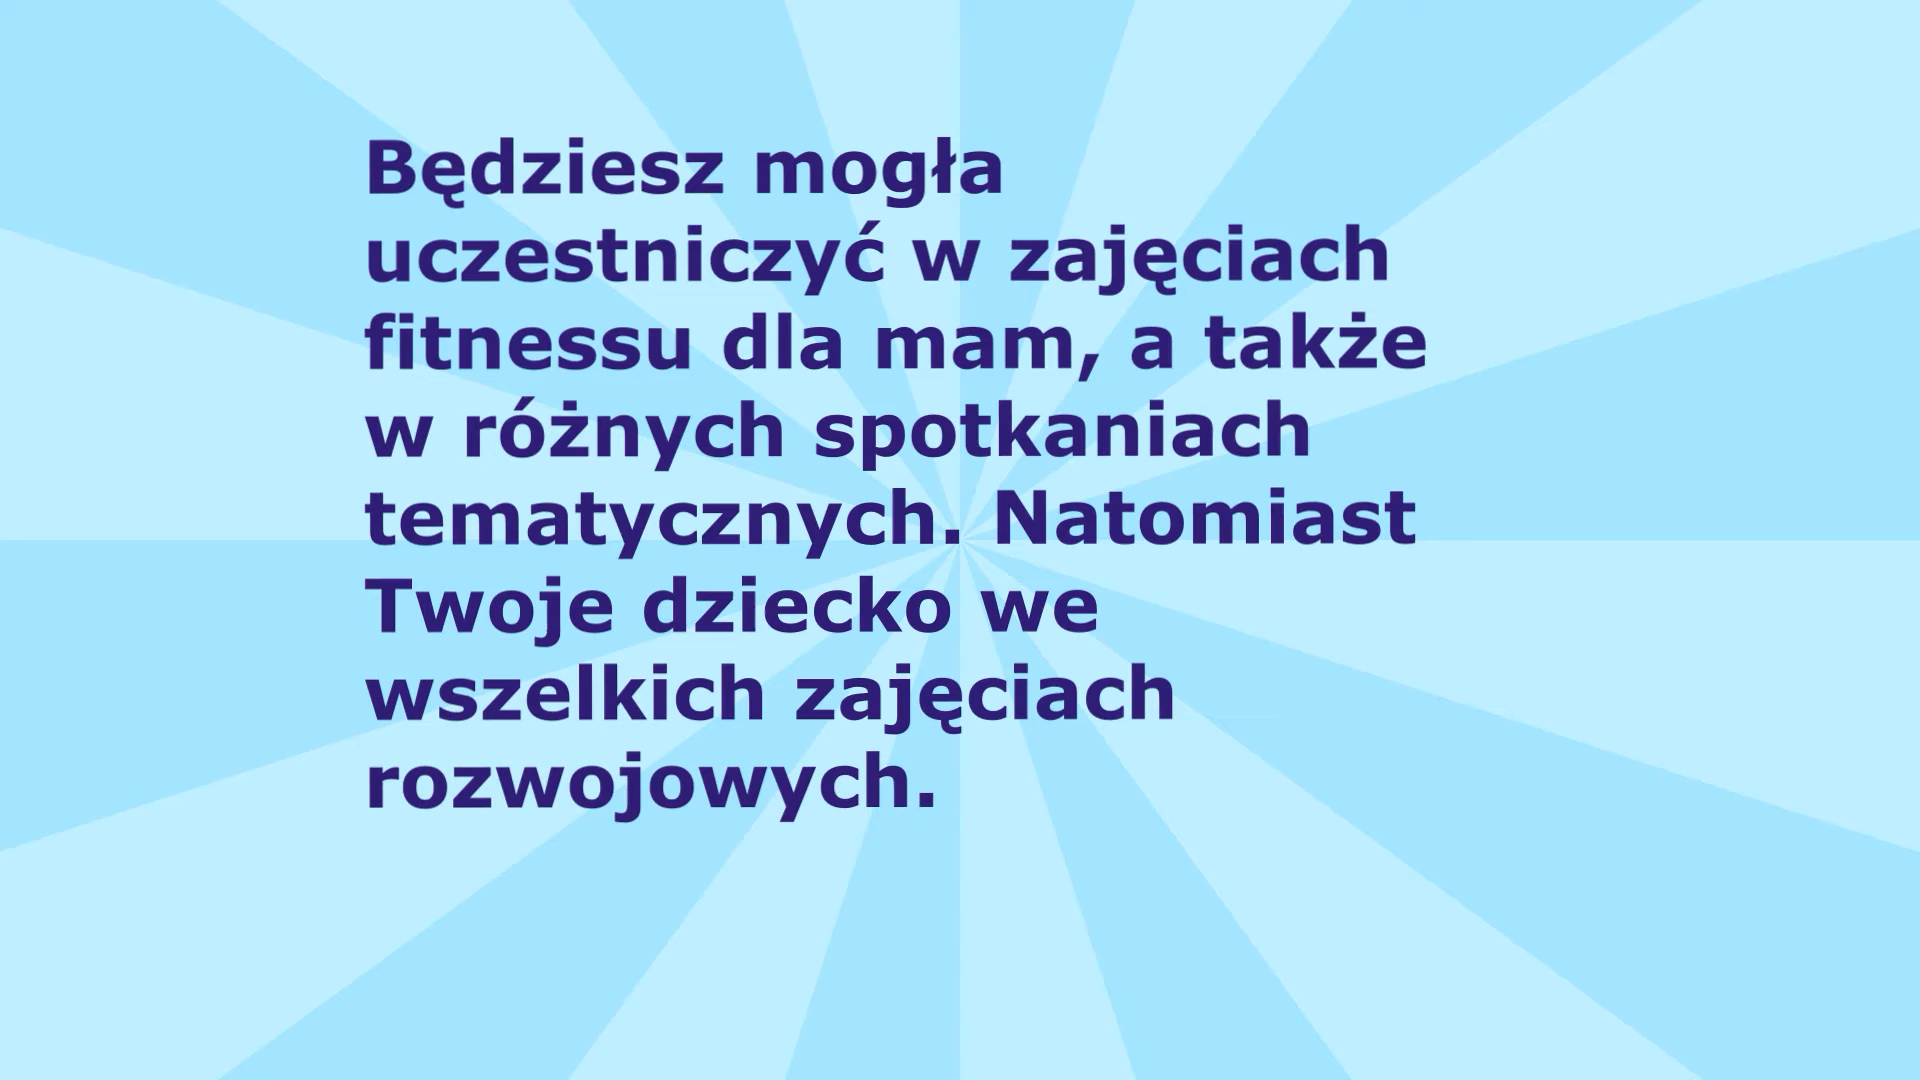 Będziesz mogła
uczestniczyć w zajęciach
fitnessu dla mam, a także
w różnych spotkaniach
tematycznych. Natomiast
Twoje dziecko we
wszelkich zajęciach
rozwojowych.